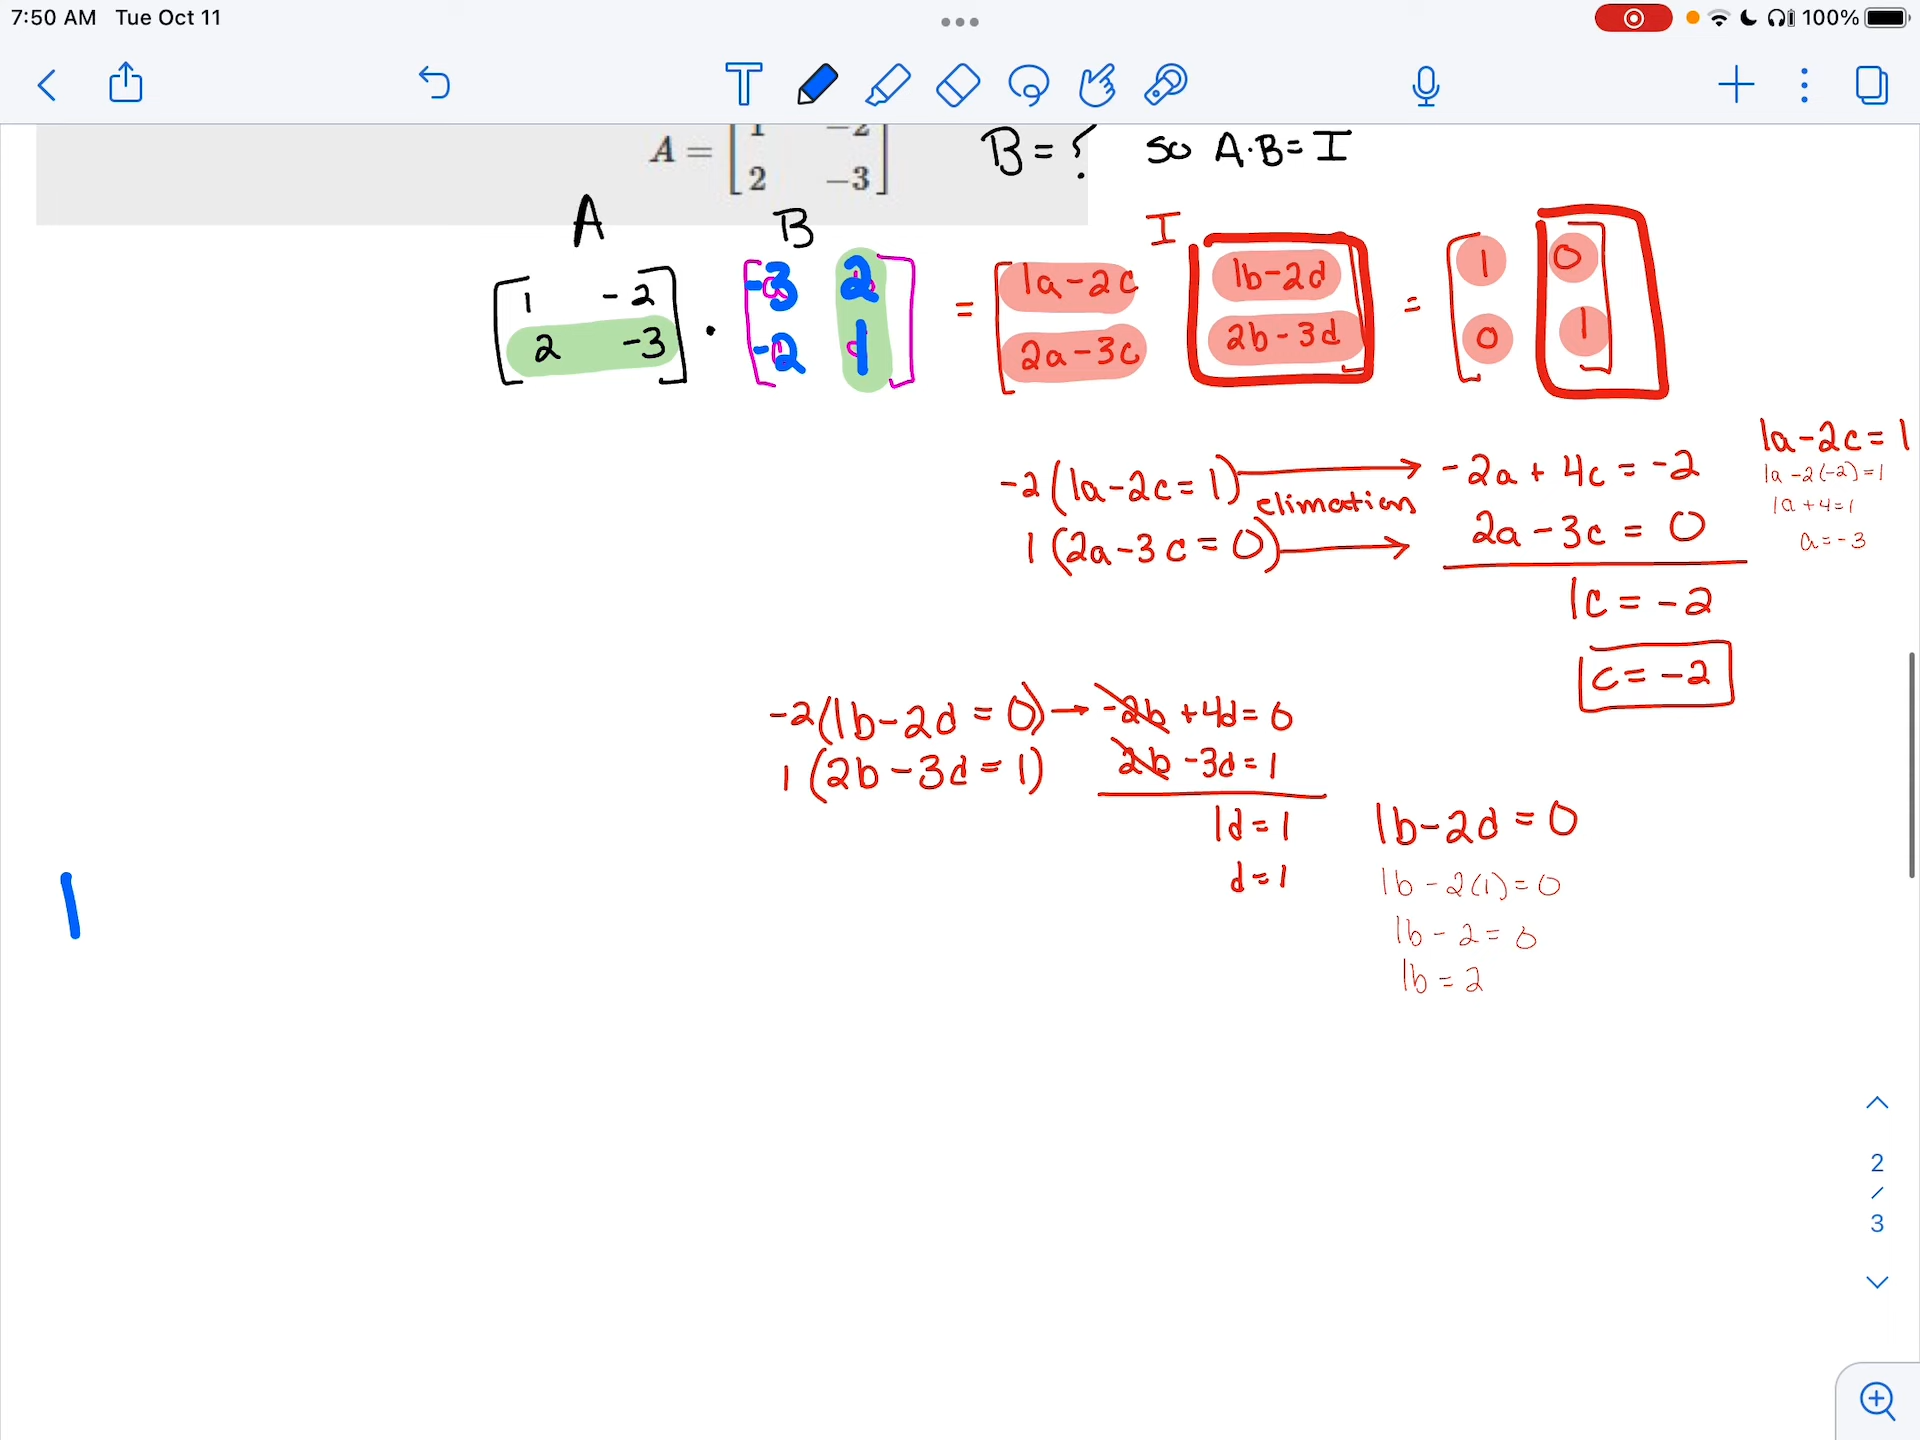 7:50 AM Tue Oct 11
100%
T
A = [1 -2
2 -3]
B = ? so A·B = I
A B I
[1 -2 · [-3 2 = [1a-2c 1b-2d = [1 0
2 -3] -2 1] 2a-3c 2b-3d] 0 1]
1a-2c = 1
-2(1a-2c = 1) → -2a + 4c = -2
1a -2(-2) = 1
elimation
1a + 4 = 1
1(2a-3c = 0) → 2a - 3c = 0
a = -3
1c = -2
c = -2
-2(1b-2d = 0) → -2b + 4d = 0
1(2b-3d = 1) 2b -3d = 1
1d = 1
1b-2d = 0
d = 1
1b - 2(1) = 0
1b - 2 = 0
1b = 2
2
/
3